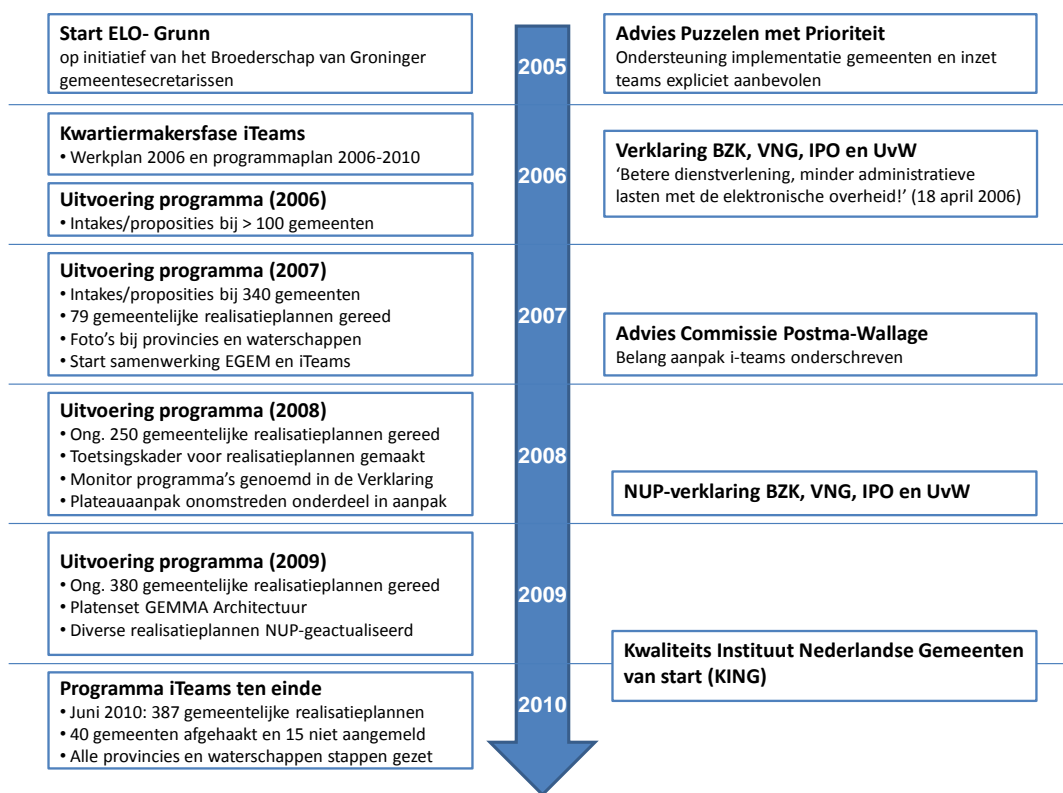 Start ELO- Grunn
op initiatief van het Broederschap van Groninger
gemeentesecretarissen
2005
Advies Puzzelen met Prioriteit
Ondersteuning implementatie gemeenten en inzet
teams expliciet aanbevolen
Kwartiermakersfase iTeams
• Werkplan 2006 en programmaplan 2006-2010
Uitvoering programma (2006)
• Intakes/proposities bij > 100 gemeenten
2006
Verklaring BZK, VNG, IPO en UvW
‘Betere dienstverlening, minder administratieve
lasten met de elektronische overheid!’ (18 april 2006)
Uitvoering programma (2007)
• Intakes/proposities bij 340 gemeenten
• 79 gemeentelijke realisatieplannen gereed
• Foto’s bij provincies en waterschappen
• Start samenwerking EGEM en iTeams
2007
Advies Commissie Postma-Wallage
Belang aanpak i-teams onderschreven
Uitvoering programma (2008)
• Ong. 250 gemeentelijke realisatieplannen gereed
• Toetsingskader voor realisatieplannen gemaakt
• Monitor programma’s genoemd in de Verklaring
• Plateauaanpak onomstreden onderdeel in aanpak
2008
NUP-verklaring BZK, VNG, IPO en UvW
Uitvoering programma (2009)
• Ong. 380 gemeentelijke realisatieplannen gereed
• Platenset GEMMA Architectuur
• Diverse realisatieplannen NUP-geactualiseerd
2009
Kwaliteits Instituut Nederlandse Gemeenten
van start (KING)
Programma iTeams ten einde
• Juni 2010: 387 gemeentelijke realisatieplannen
• 40 gemeenten afgehaakt en 15 niet aangemeld
• Alle provincies en waterschappen stappen gezet
2010